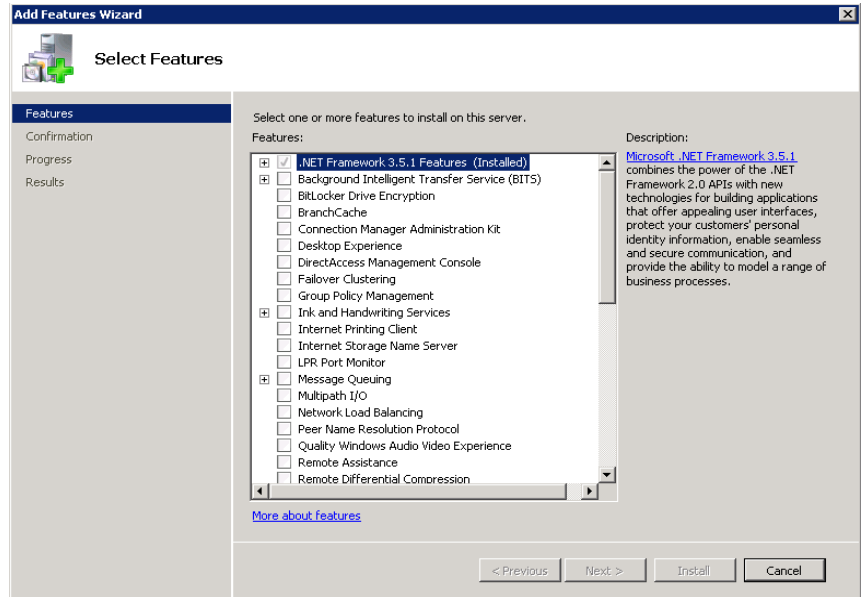 Add Features Wizard
Select Features
Features
Confirmation
Progress
Results
Select one or more features to install on this server.
Features:
.NET Framework 3.5.1 Features (Installed)
Background Intelligent Transfer Service (BITS)
BitLocker Drive Encryption
BranchCache
Connection Manager Administration Kit
Desktop Experience
DirectAccess Management Console
Failover Clustering
Group Policy Management
Ink and Handwriting Services
Internet Printing Client
Internet Storage Name Server
LPR Port Monitor
Message Queuing
Multipath I/O
Network Load Balancing
Peer Name Resolution Protocol
Quality Windows Audio Video Experience
Remote Assistance
Remote Differential Compression
More about features
Description:
Microsoft .NET Framework 3.5.1
combines the power of the .NET
Framework 2.0 APIs with new
technologies for building applications
that offer appealing user interfaces,
protect your customers' personal
identity information, enable seamless
and secure communication, and
provide the ability to model a range of
business processes.
< Previous
Next >
Install
Cancel